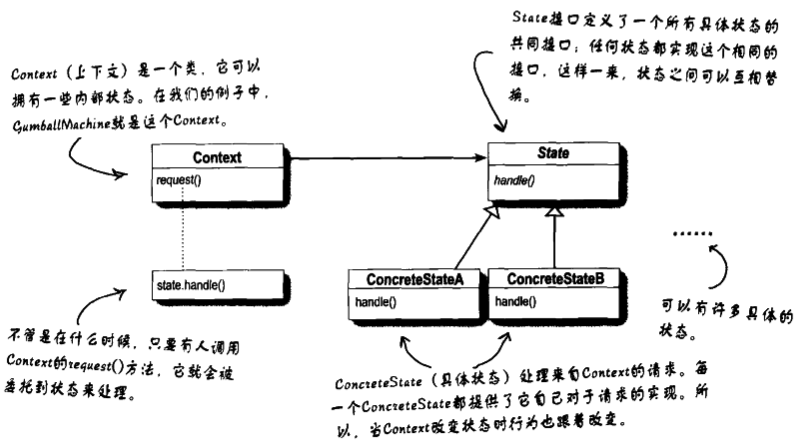 State接口定义了一个所有具体状态的
共同接口；任何状态都实现这个相同的
接口，这样一来，状态之间可以互相替
换。
Context（上下文）是一个类，它可以
拥有一些内部状态。在我们的例子中，
GumballMachine就是这个Context。
Context
request()
State
handle()
state.handle()
ConcreteStateA
handle()
ConcreteStateB
handle()
......
可以有许多具体的
状态。
不管是在什么时候，只要有人调用
Context的request()方法，它就会被
委托到状态来处理。
ConcreteState（具体状态）处理来自Context的请求。每
一个ConcreteState都提供了它自己对于请求的实现。所
以，当Context改变状态时行为也跟着改变。